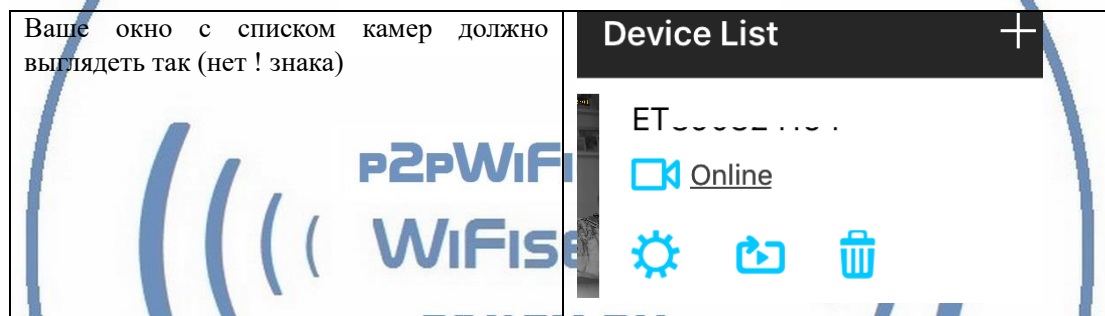 Ваше окно с списком камер должно
выглядеть так (нет ! знака)
Device List
Online
P2PWIFI
WIFISE